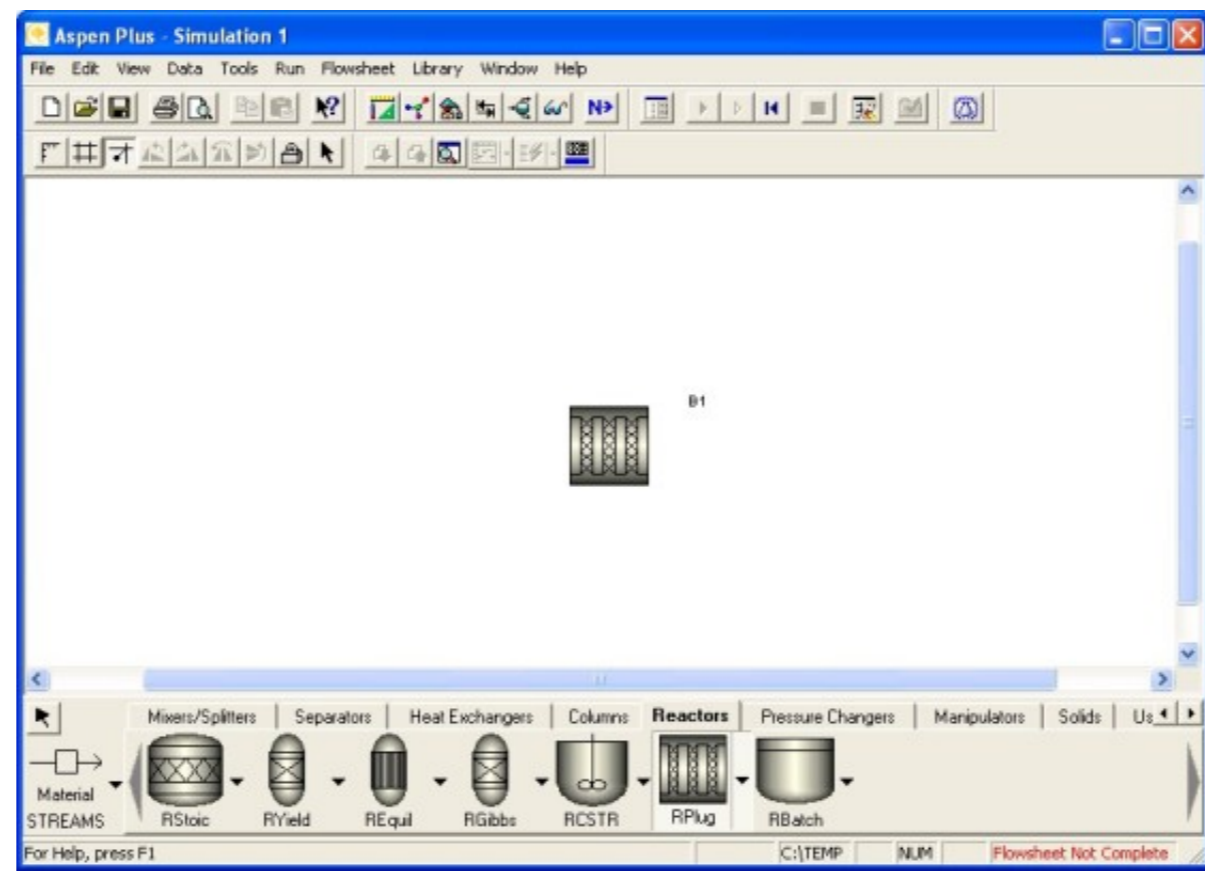 Aspen Plus - Simulation 1
File Edit View Data Tools Run Flowsheet Library Window Help
N>
B1
Mixers/Splitters Separators Heat Exchangers Columns Reactors Pressure Changers Manipulators Solids Us
Material
STREAMS RStoic RYield REquil RGibbs RCSTR RPlug RBatch
For Help, press F1 C:\TEMP NUM Flowsheet Not Complete